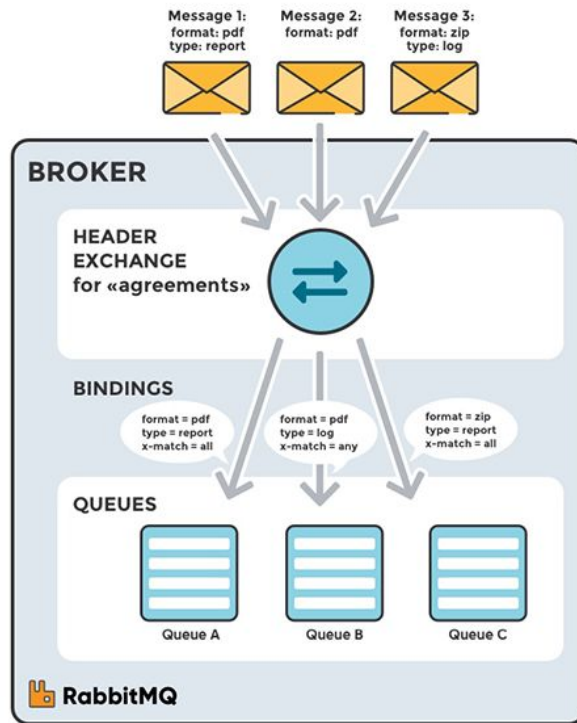 Message 1:
format: pdf
type: report
Message 2:
format: pdf
Message 3:
format: zip
type: log
BROKER
HEADER
EXCHANGE
for «agreements»
BINDINGS
format = pdf
type = report
x-match = all
format = pdf
type = log
x-match = any
format = zip
type = report
x-match = all
QUEUES
Queue A
Queue B
Queue C
RabbitMQ